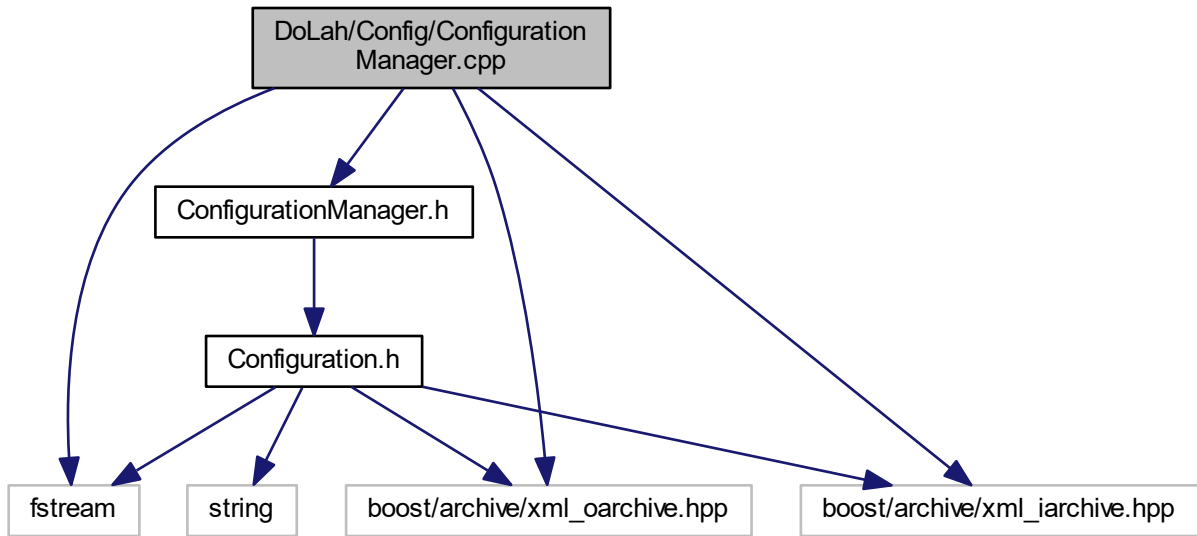 DoLah/Config/Configuration
Manager.cpp
ConfigurationManager.h
Configuration.h
fstream
string
boost/archive/xml_oarchive.hpp
boost/archive/xml_iarchive.hpp